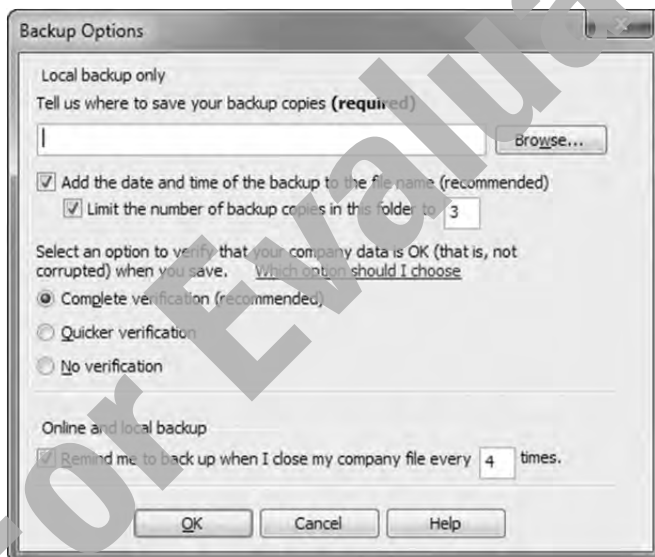 Backup Options
Local backup only
Tell us where to save your backup copies (required)
Browse...
Add the date and time of the backup to the file name (recommended)
Limit the number of backup copies in this folder to 3
Select an option to verify that your company data is OK (that is, not
corrupted) when you save. Which option should I choose
Complete verification (recommended)
Quicker verification
No verification
Online and local backup
Remind me to back up when I close my company file every 4 times.
OK Cancel Help
For Evalua